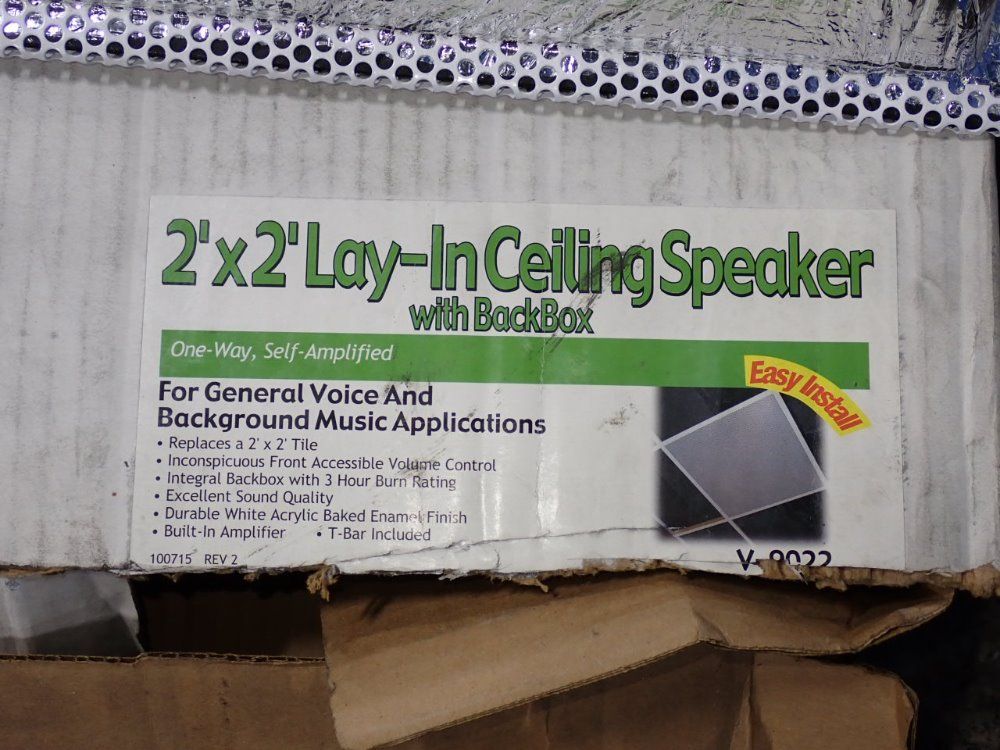 2'x2' Lay-In Ceiling Speaker
with BackBox
One-Way, Self-Amplified
Easy Install
For General Voice And
Background Music Applications
• Replaces a 2' x 2' Tile
• Inconspicuous Front Accessible Volume Control
• Integral Backbox with 3 Hour Burn Rating
• Excellent Sound Quality
• Durable White Acrylic Baked Enamel Finish
• Built-In Amplifier • T-Bar Included
100715 REV 2
V-9022